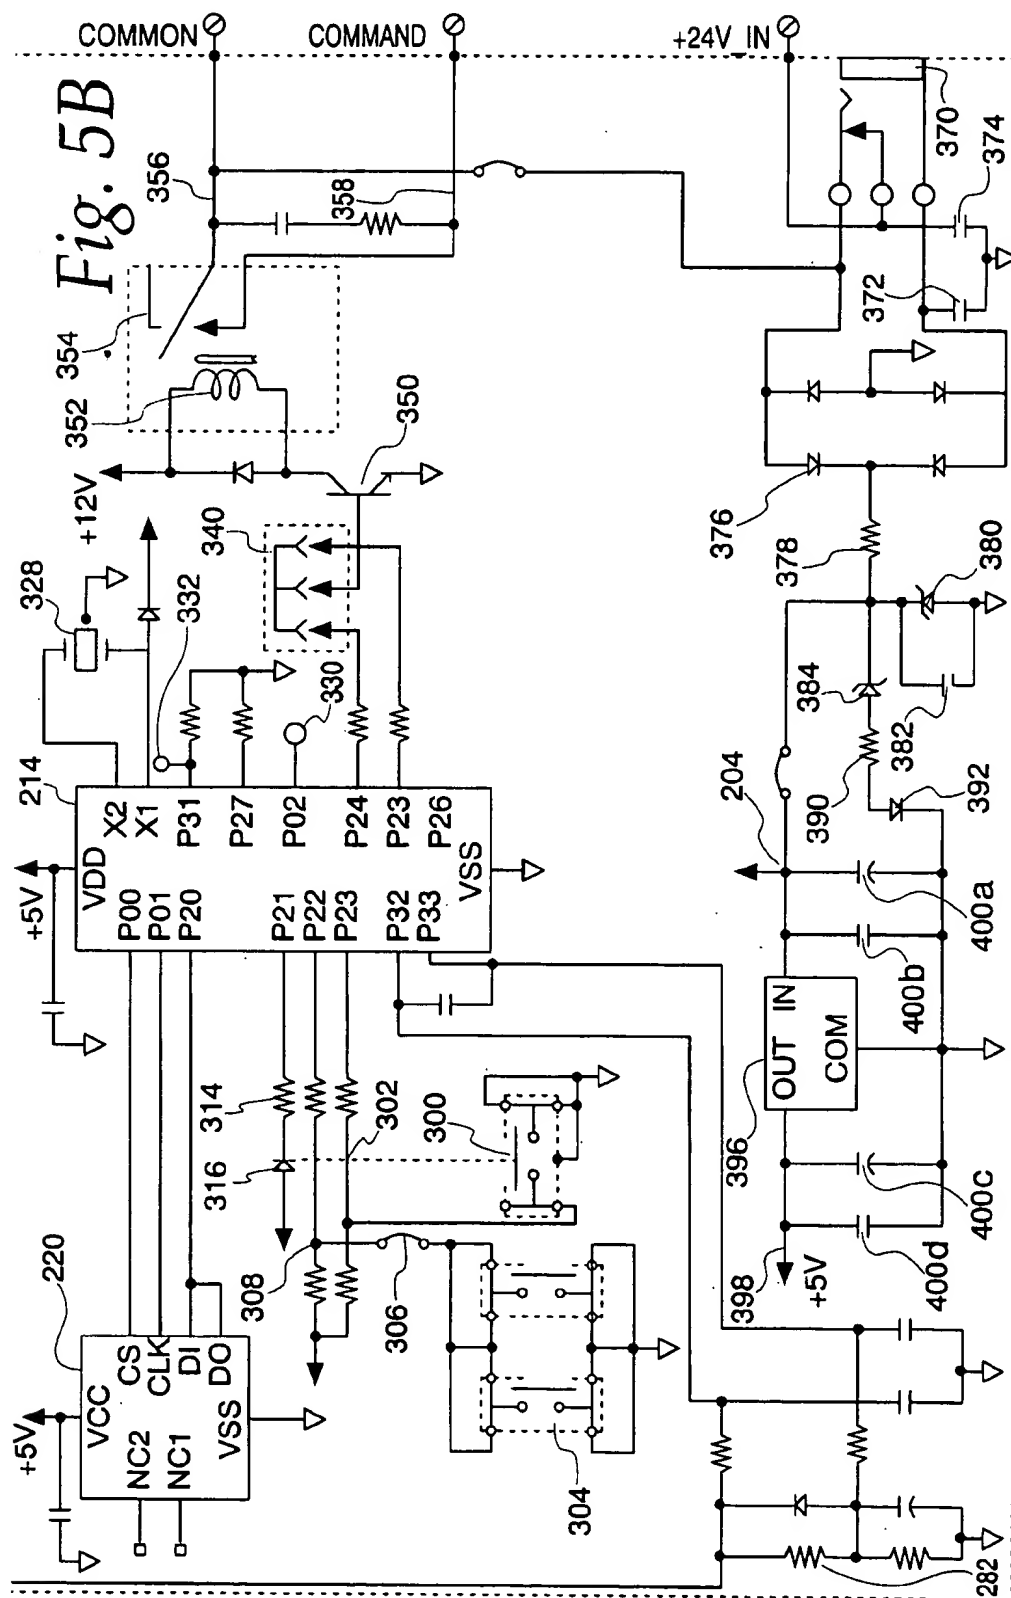 Fig. 5B
COMMON
COMMAND
+24V_IN
356
358
354
352
350
+12V
340
328
332
330
370
374
372
376
378
380
384
382
390
392
204
214
+5V
VDD
X2
X1
P31
P27
P02
P24
P23
P26
VSS
P00
P01
P20
P21
P22
P23
P32
P33
314
316
302
300
308
306
304
220
+5V
VCC
CS
CLK
DI
DO
NC2
NC1
VSS
396
OUT
IN
COM
400a
400b
400c
400d
398
+5V
282